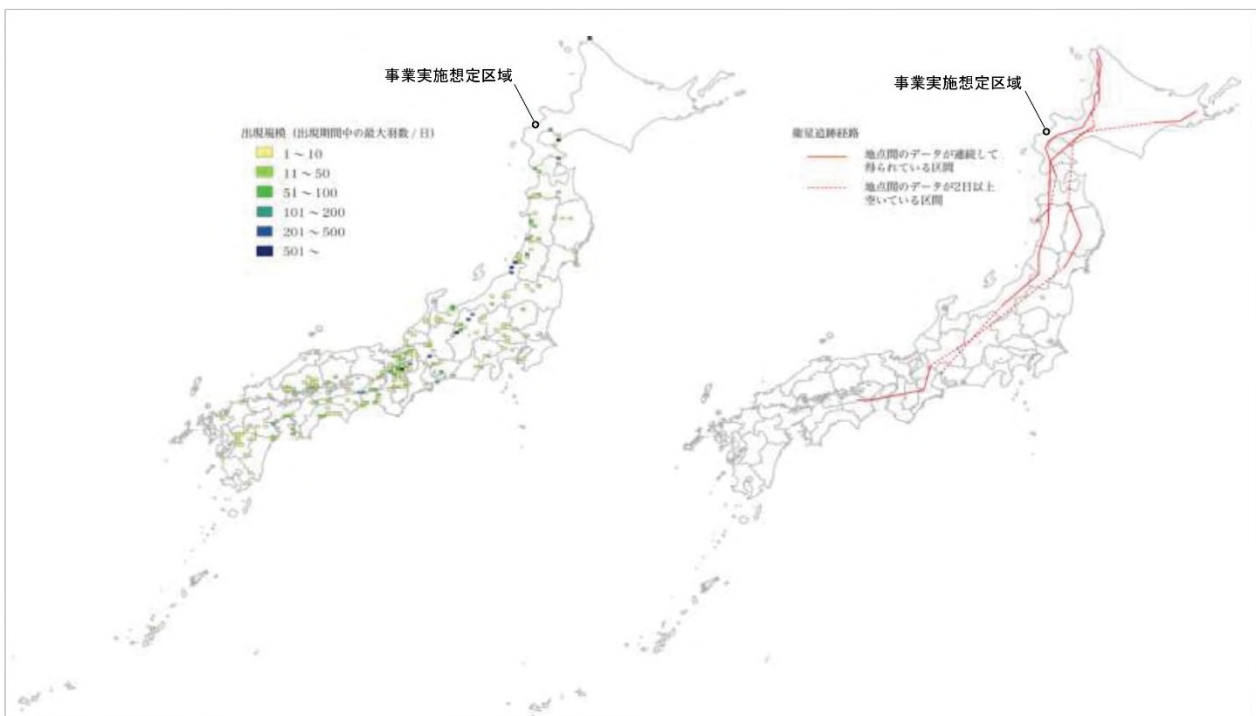 事業実施想定区域
出現規模（出現期間中の最大羽数 / 日）
1 ～ 10
11 ～ 50
51 ～ 100
101 ～ 200
201 ～ 500
501 ～
事業実施想定区域
衛星追跡経路
地点間のデータが連続して
得られている区間
地点間のデータが2日以上
空いている区間